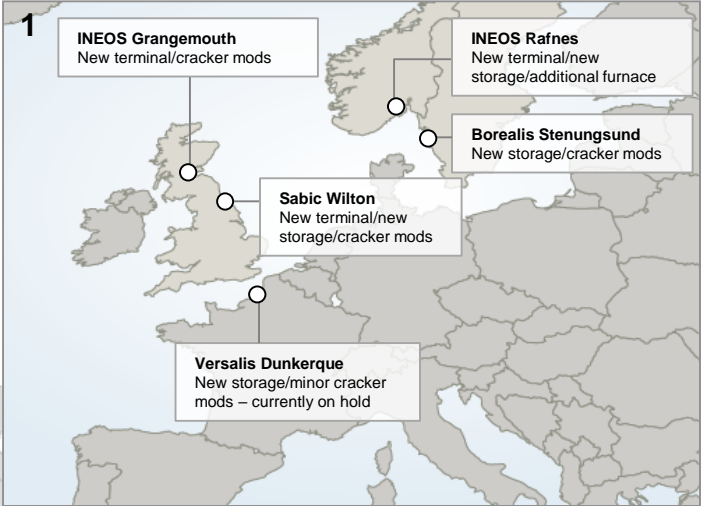 1
INEOS Grangemouth
New terminal/cracker mods
INEOS Rafnes
New terminal/new
storage/additional furnace
Borealis Stenungsund
New storage/cracker mods
Sabic Wilton
New terminal/new
storage/cracker mods
Versalis Dunkerque
New storage/minor cracker
mods – currently on hold